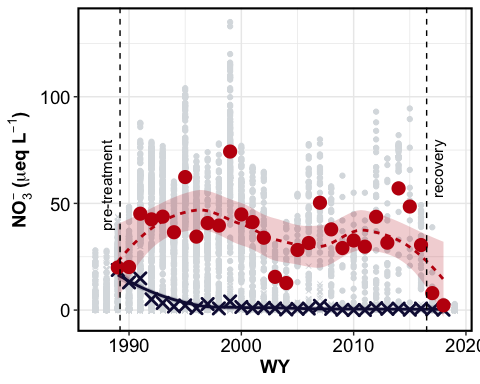 NO₃⁻ (μeq L⁻¹)
100
50
0
pre-treatment
recovery
1990 2000 2010 2020
WY